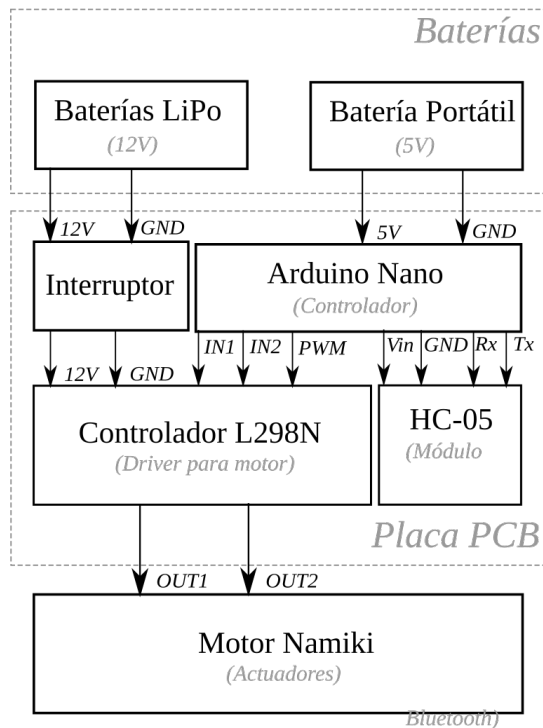 Baterías
Baterías LiPo
(12V)
Batería Portátil
(5V)
12V GND
5V GND
Interruptor
Arduino Nano
(Controlador)
IN1 IN2 PWM
Vin GND Rx Tx
12V GND
Controlador L298N
(Driver para motor)
HC-05
(Módulo
Placa PCB
OUT1 OUT2
Motor Namiki
(Actuadores)
Bluetooth)